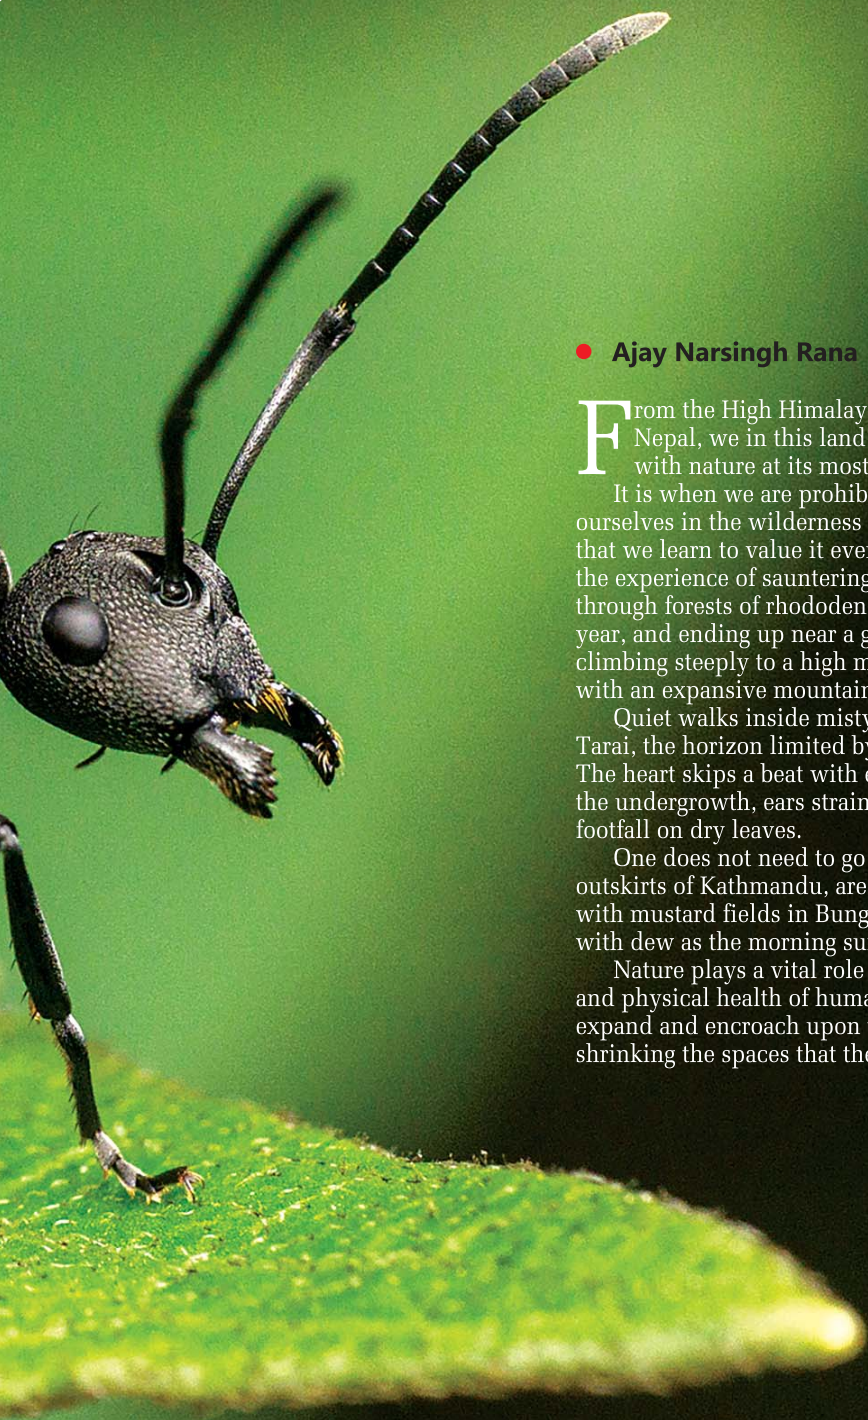 Ajay Narsingh Rana
From the High Himalay
Nepal, we in this land
with nature at its most
It is when we are prohib
ourselves in the wilderness
that we learn to value it eve
the experience of sauntering
through forests of rhododen
year, and ending up near a g
climbing steeply to a high m
with an expansive mountain
Quiet walks inside misty
Tarai, the horizon limited by
The heart skips a beat with
the undergrowth, ears strain
footfall on dry leaves.
One does not need to go
outskirts of Kathmandu, are
with mustard fields in Bung
with dew as the morning su
Nature plays a vital role
and physical health of huma
expand and encroach upon
shrinking the spaces that the